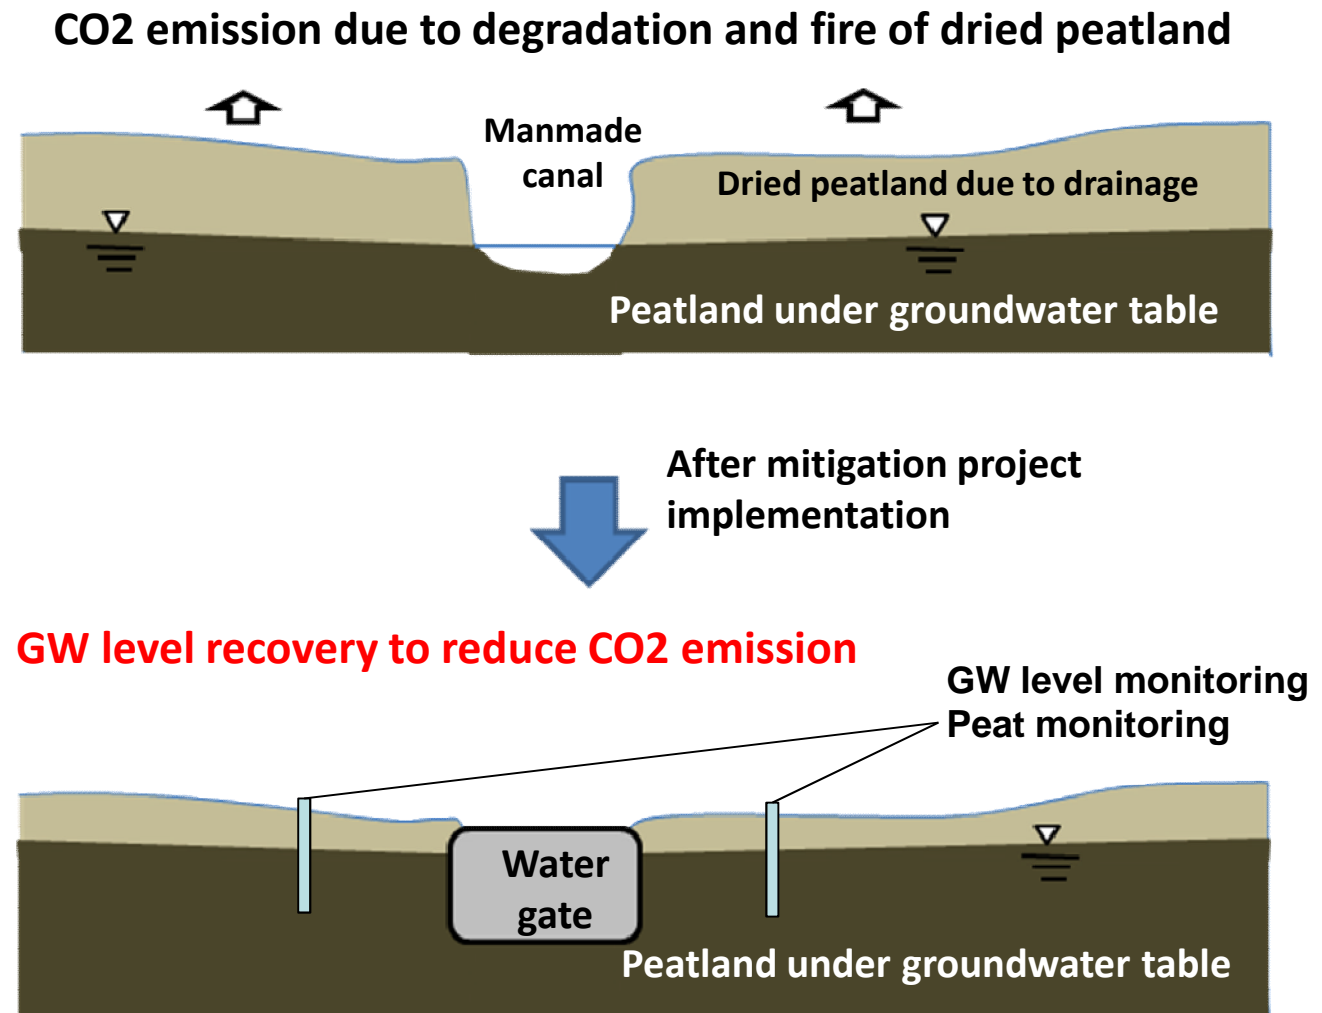 CO2 emission due to degradation and fire of dried peatland
Manmade
canal
Dried peatland due to drainage
Peatland under groundwater table
After mitigation project
implementation
GW level recovery to reduce CO2 emission
GW level monitoring
Peat monitoring
Water
gate
Peatland under groundwater table